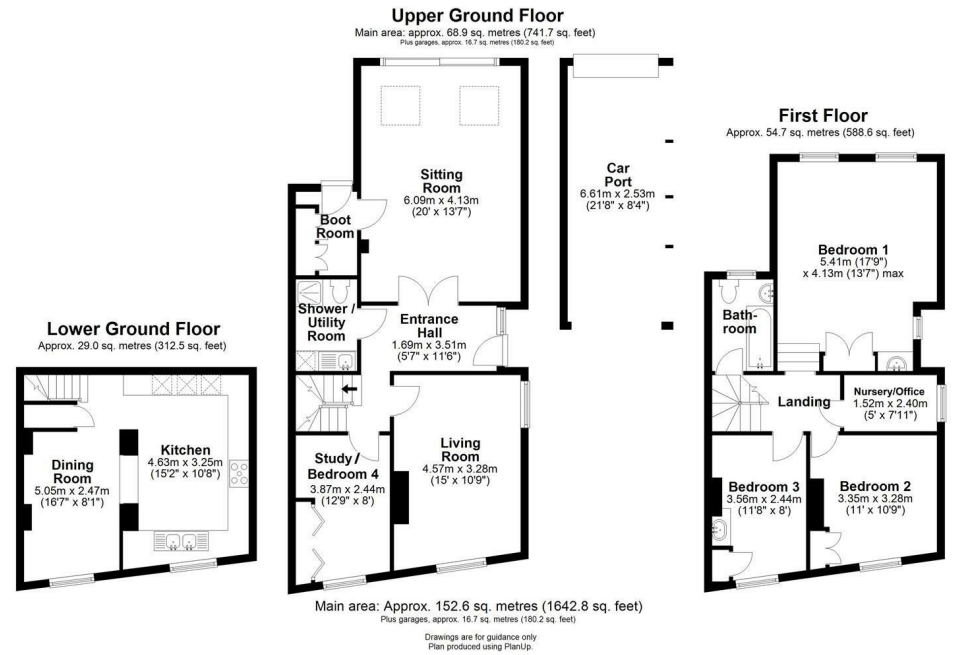 Upper Ground Floor
Main area: approx. 68.9 sq. metres (741.7 sq. feet)
Plus garages, approx. 16.7 sq. metres (180.2 sq. feet)
Sitting
Room
6.09m x 4.13m
(20' x 13'7")
Boot
Room
Shower /
Utility
Room
Entrance
Hall
1.69m x 3.51m
(5'7" x 11'6")
Study /
Bedroom 4
3.87m x 2.44m
(12'9" x 8')
Living
Room
4.57m x 3.28m
(15' x 10'9")
Car
Port
6.61m x 2.53m
(21'8" x 8'4")
First Floor
Approx. 54.7 sq. metres (588.6 sq. feet)
Bedroom 1
5.41m (17'9")
x 4.13m (13'7") max
Bath-
room
Landing
Nursery/Office
1.52m x 2.40m
(5' x 7'11")
Bedroom 3
3.56m x 2.44m
(11'8" x 8')
Bedroom 2
3.35m x 3.28m
(11' x 10'9")
Lower Ground Floor
Approx. 29.0 sq. metres (312.5 sq. feet)
Kitchen
4.63m x 3.25m
(15'2" x 10'8")
Dining
Room
5.05m x 2.47m
(16'7" x 8'1")
Main area: Approx. 152.6 sq. metres (1642.8 sq. feet)
Plus garages, approx. 16.7 sq. metres (180.2 sq. feet)
Drawings are for guidance only
Plan produced using PlanUp.